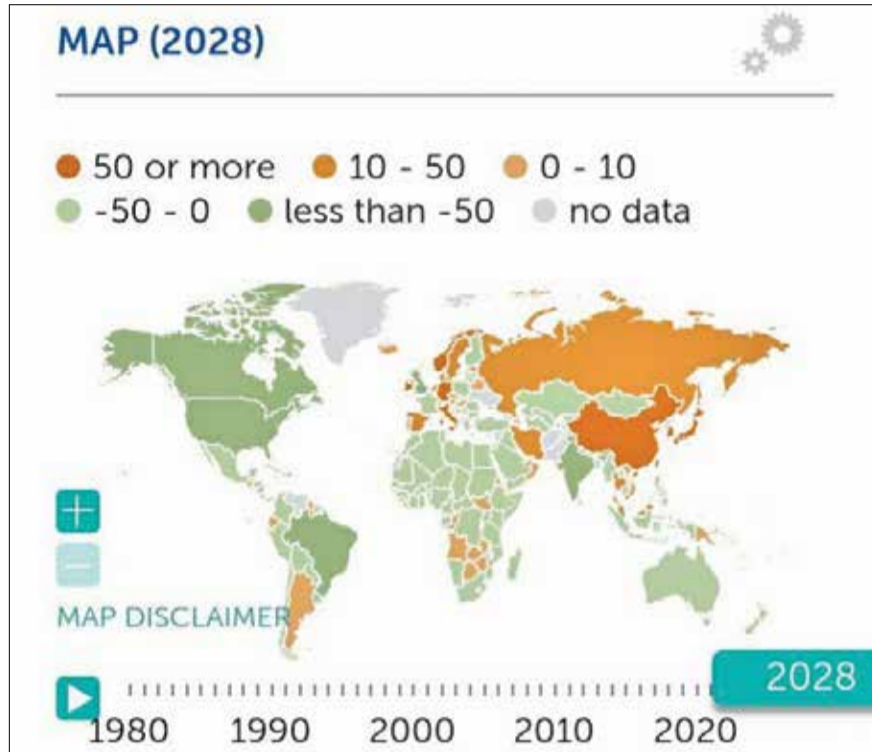 MAP (2028)
50 or more 10 - 50 0 - 10
-50 - 0 less than -50 no data
MAP DISCLAIMER
2028
1980 1990 2000 2010 2020